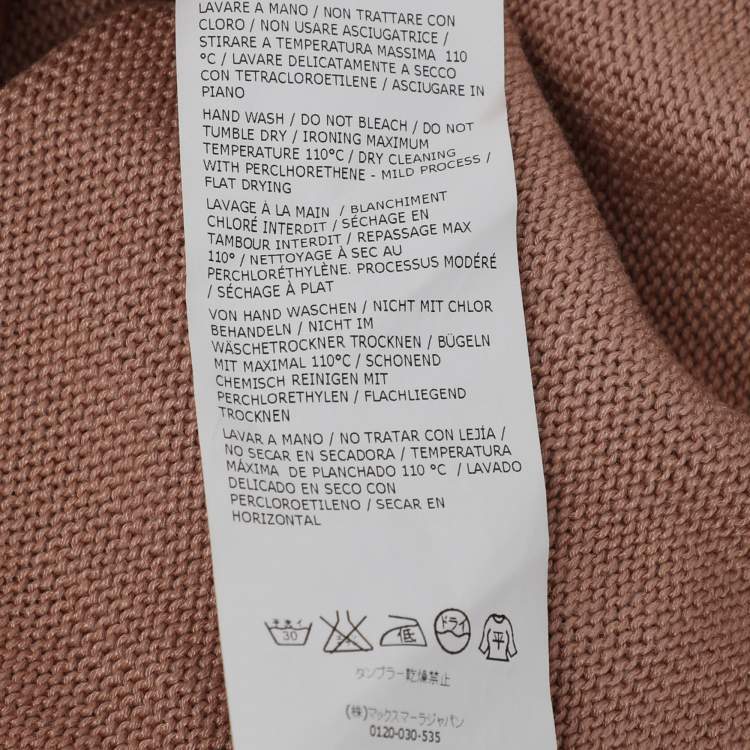 LAVARE A MANO / NON TRATTARE CON
CLORO / NON USARE ASCIUGATRICE /
STIRARE A TEMPERATURA MASSIMA 110
°C / LAVARE DELICATAMENTE A SECCO
CON TETRACLOROETILENE / ASCIUGARE IN
PIANO
HAND WASH / DO NOT BLEACH / DO NOT
TUMBLE DRY / IRONING MAXIMUM
TEMPERATURE 110°C / DRY CLEANING
WITH PERCLHORETHENE - MILD PROCESS /
FLAT DRYING
LAVAGE À LA MAIN / BLANCHIMENT
CHLORÉ INTERDIT / SÉCHAGE EN
TAMBOUR INTERDIT / REPASSAGE MAX
110° / NETTOYAGE À SEC AU
PERCHLORÉTHYLÈNE. PROCESSUS MODÉRÉ
/ SÉCHAGE À PLAT
VON HAND WASCHEN / NICHT MIT CHLOR
BEHANDELN / NICHT IM
WÄSCHETROCKNER TROCKNEN / BÜGELN
MIT MAXIMAL 110°C / SCHONEND
CHEMISCH REINIGEN MIT
PERCHLORETHYLEN / FLACHLIEGEND
TROCKNEN
LAVAR A MANO / NO TRATAR CON LEJÍA /
NO SECAR EN SECADORA / TEMPERATURA
MÁXIMA DE PLANCHADO 110 °C / LAVADO
DELICADO EN SECO CON
PERCLOROETILENO / SECAR EN
HORIZONTAL
手洗イ 30 低 ドライ 平
タンブラー乾燥禁止
(株)マックスマーラジャパン
0120-030-535